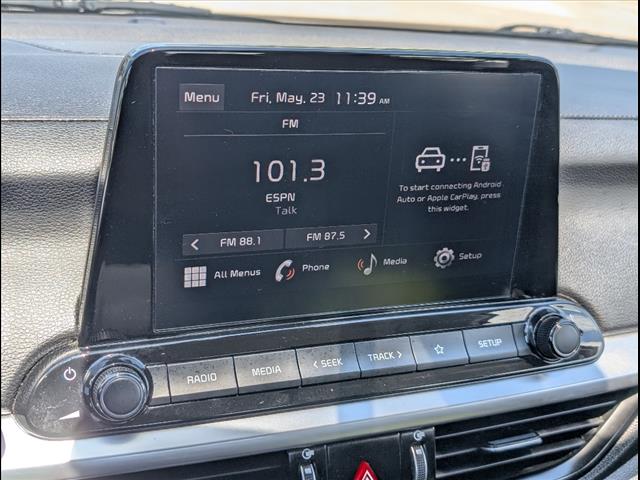 Menu
Fri, May. 23 11:39 AM
FM
101.3
ESPN
Talk
To start connecting Android
Auto or Apple CarPlay, press
this widget.
< FM 88.1
FM 87.5 >
All Menus
Phone
Media
Setup
RADIO
MEDIA
< SEEK
TRACK >
SETUP